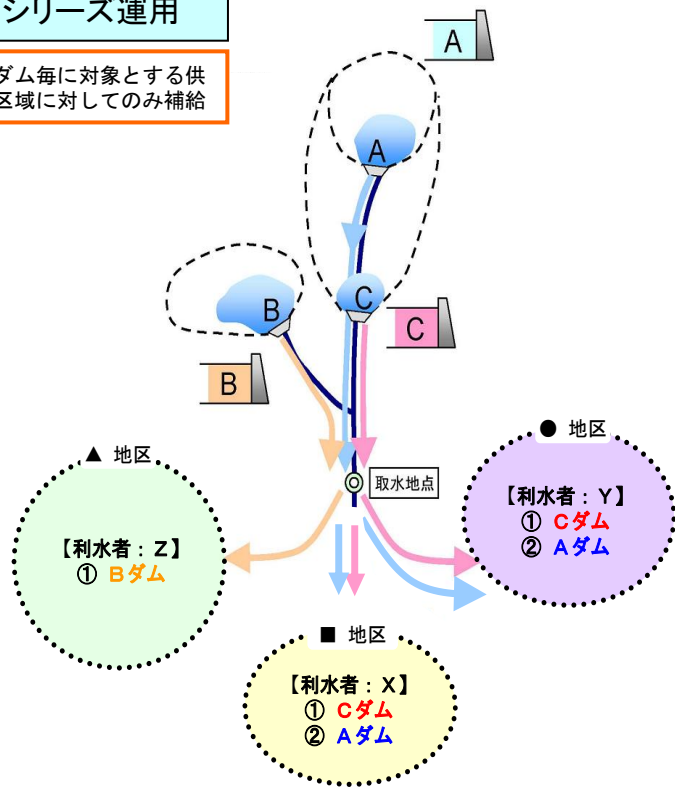 シリーズ運用
ダム毎に対象とする供
区域に対してのみ補給
A
A
B
C
C
B
取水地点
▲ 地区
【利水者：Z】
① Bダム
● 地区
【利水者：Y】
① Cダム
② Aダム
■ 地区
【利水者：X】
① Cダム
② Aダム